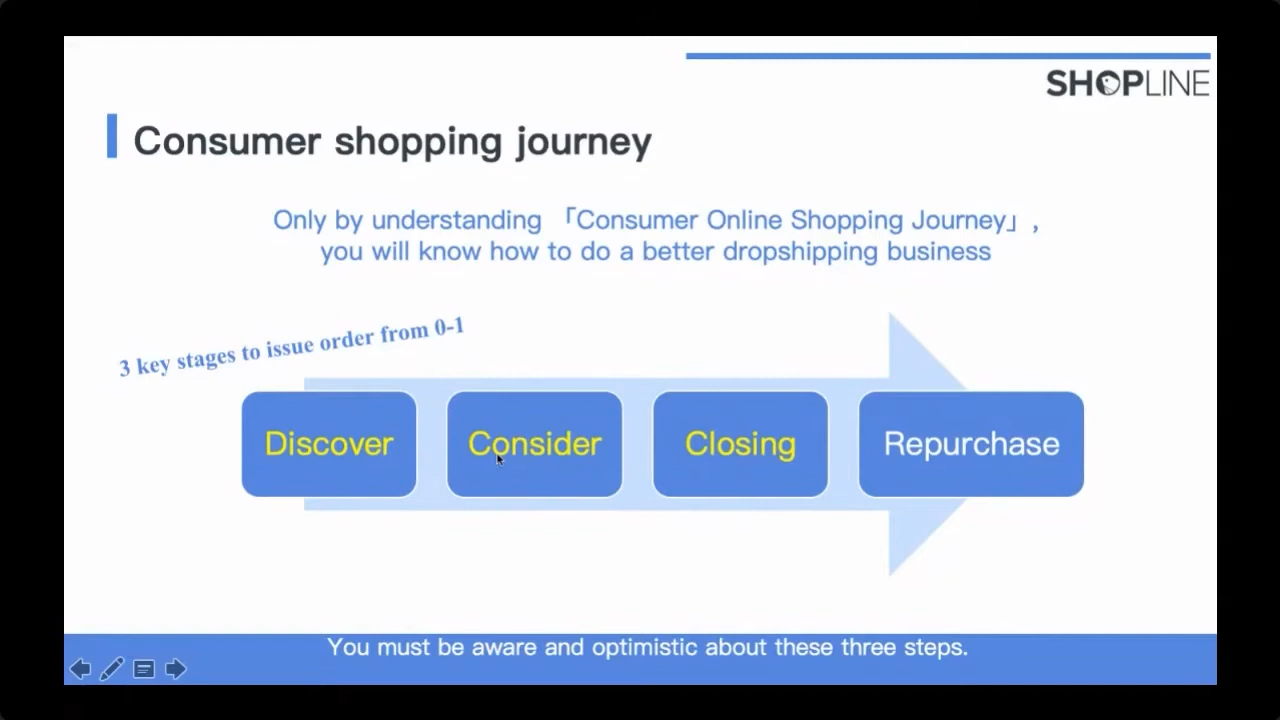 SHOPLINE
Consumer shopping journey
Only by understanding 「Consumer Online Shopping Journey」,
you will know how to do a better dropshipping business
3 key stages to issue order from 0-1
Discover
Consider
Closing
Repurchase
You must be aware and optimistic about these three steps.